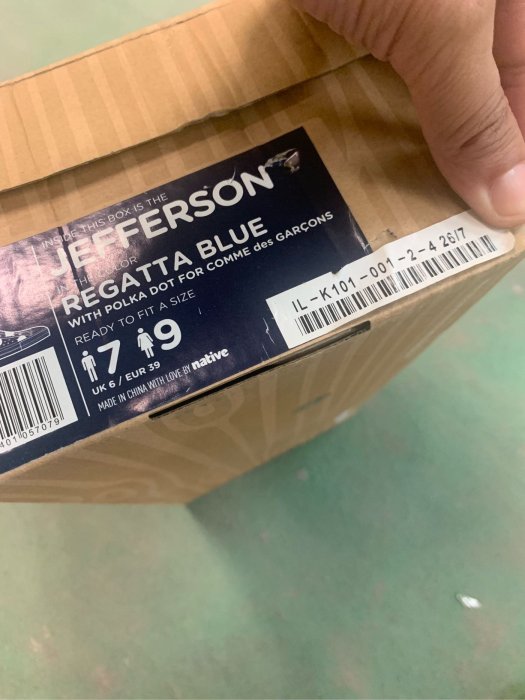 INSIDE THIS BOX IS THE
JEFFERSON
IN THE COLOR
REGATTA BLUE
WITH POLKA DOT FOR COMME des GARÇONS
READY TO FIT A SIZE
7 9
UK 6 / EUR 39
MADE IN CHINA WITH LOVE BY native
401057079
IL-K101-001-2-4 26/7